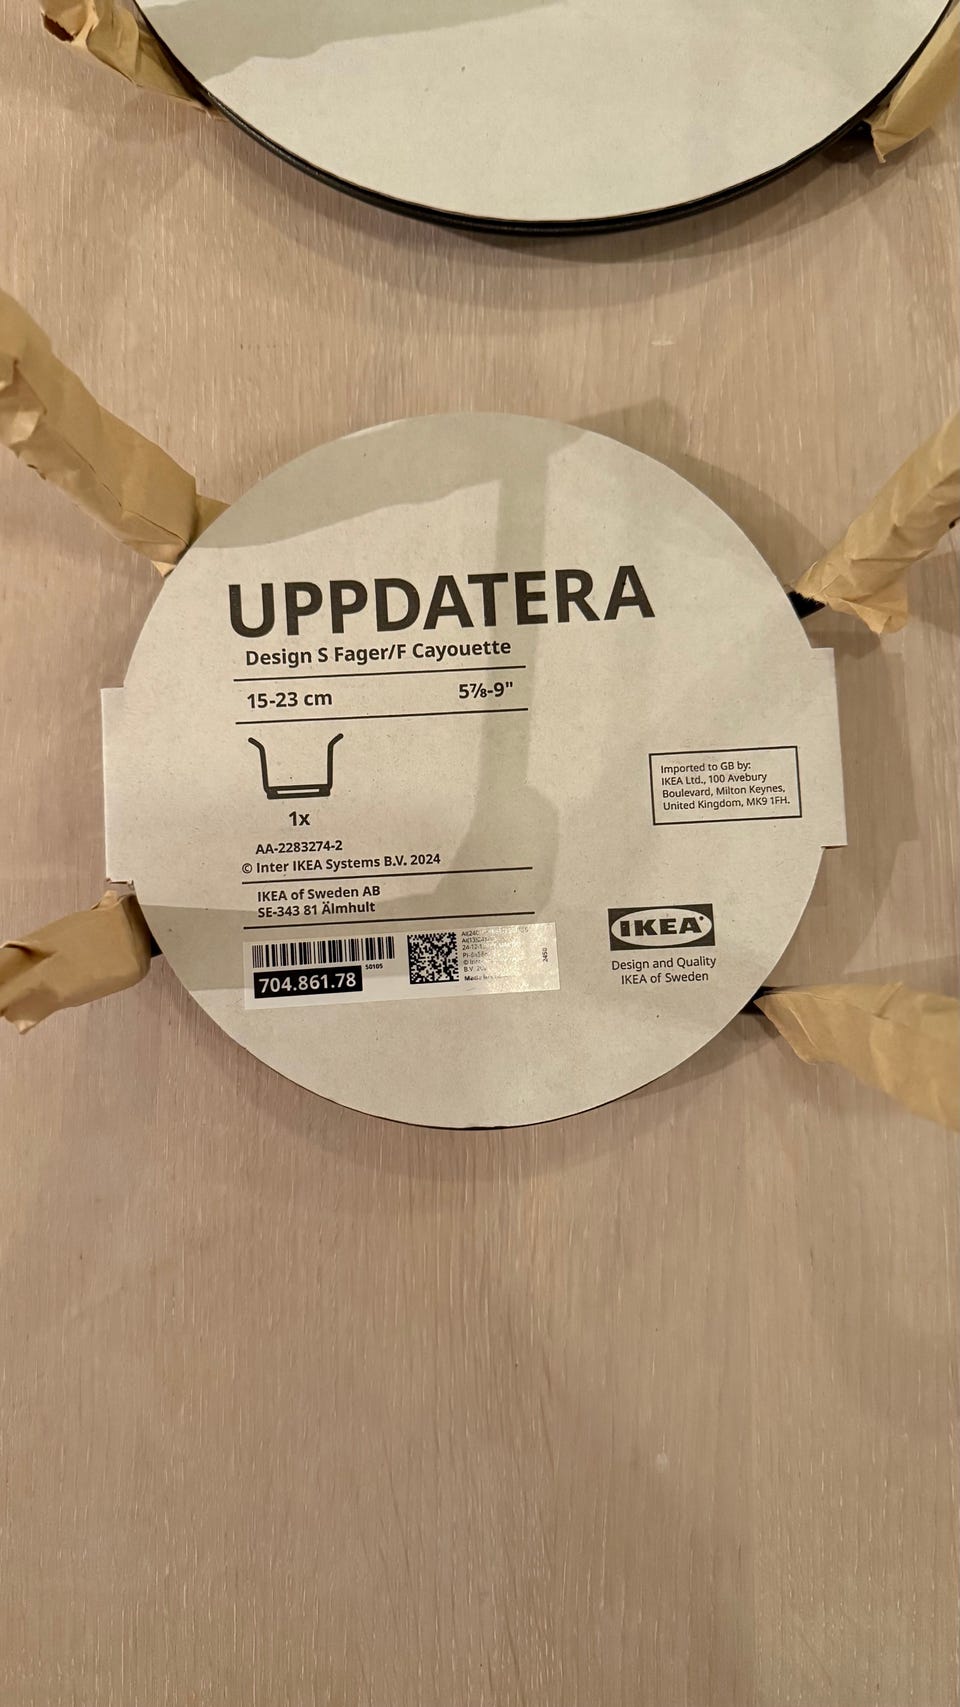 UPPDATERA
Design S Fager/F Cayouette
15-23 cm 5⅞-9"
1x
AA-2283274-2
© Inter IKEA Systems B.V. 2024
IKEA of Sweden AB
SE-343 81 Älmhult
Imported to GB by:
IKEA Ltd., 100 Avebury
Boulevard, Milton Keynes,
United Kingdom, MK9 1FH.
50105
704.861.78
2450
IKEA
Design and Quality
IKEA of Sweden